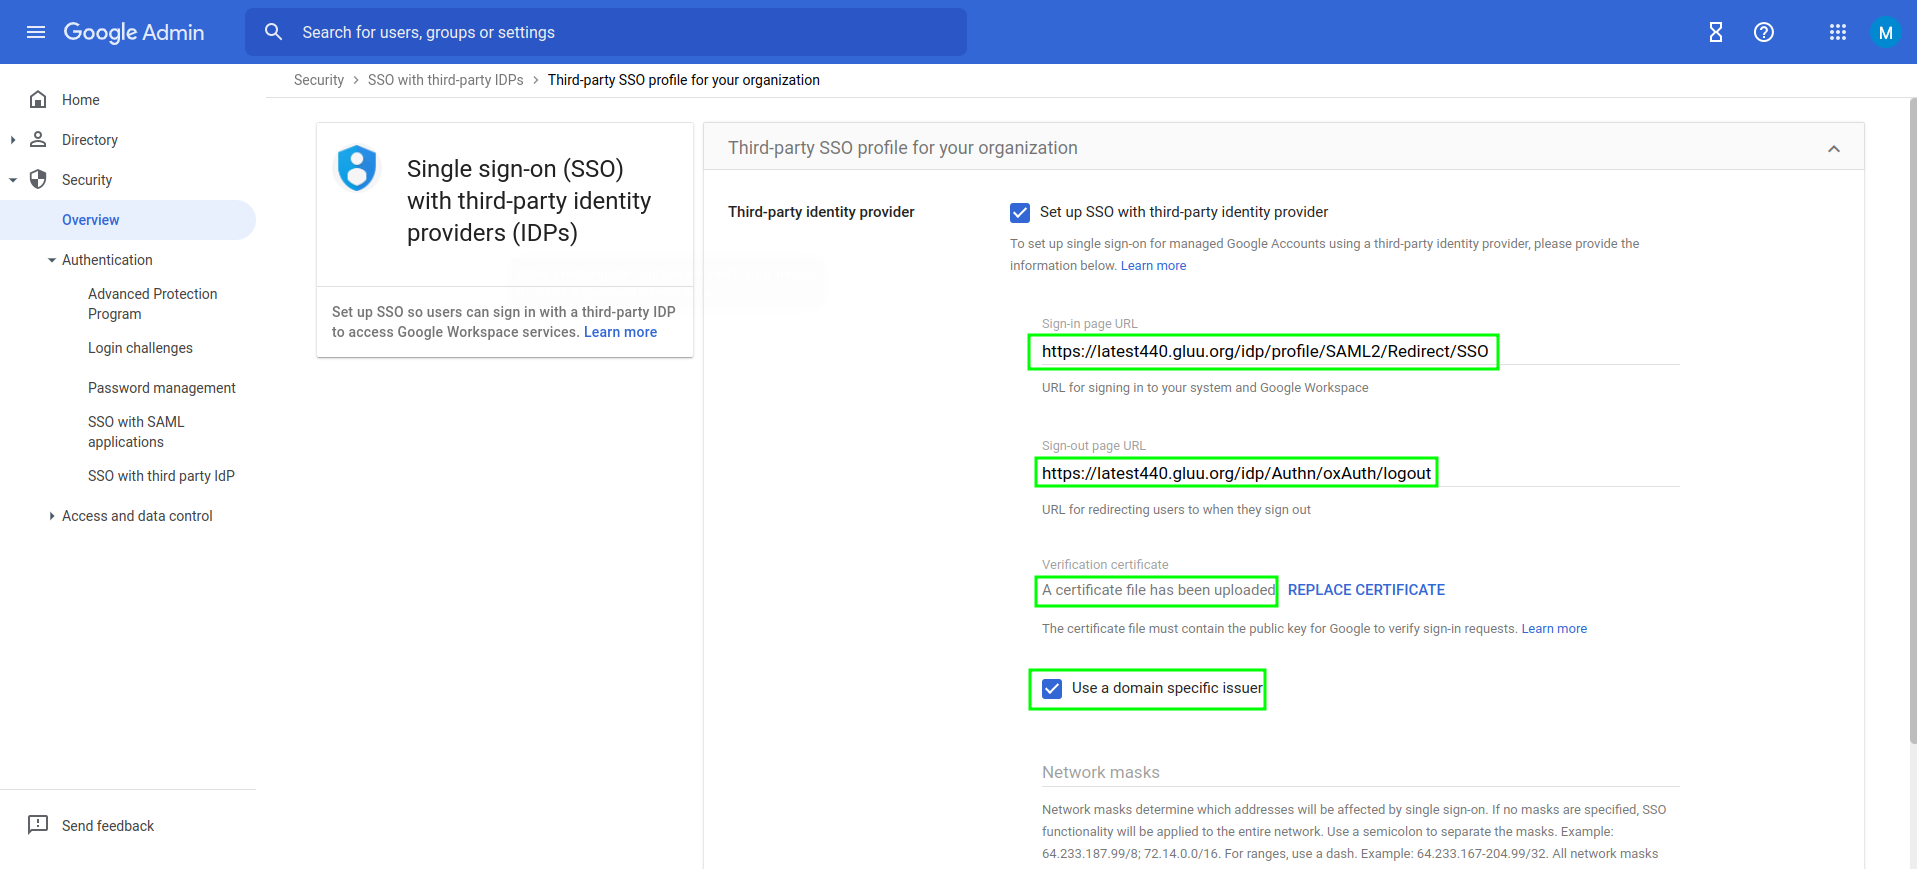 Google Admin
Search for users, groups or settings
M
Security > SSO with third-party IDPs > Third-party SSO profile for your organization
Home
Directory
Security
Overview
Authentication
Advanced Protection
Program
Login challenges
Password management
SSO with SAML
applications
SSO with third party IdP
Access and data control
Send feedback
Single sign-on (SSO)
with third-party identity
providers (IDPs)
Set up SSO so users can sign in with a third-party IDP
to access Google Workspace services. Learn more
Third-party SSO profile for your organization
Third-party identity provider
Set up SSO with third-party identity provider
To set up single sign-on for managed Google Accounts using a third-party identity provider, please provide the
information below. Learn more
Sign-in page URL
https://latest440.gluu.org/idp/profile/SAML2/Redirect/SSO
URL for signing in to your system and Google Workspace
Sign-out page URL
https://latest440.gluu.org/idp/Authn/oxAuth/logout
URL for redirecting users to when they sign out
Verification certificate
A certificate file has been uploaded REPLACE CERTIFICATE
The certificate file must contain the public key for Google to verify sign-in requests. Learn more
Use a domain specific issuer
Network masks
Network masks determine which addresses will be affected by single sign-on. If no masks are specified, SSO
functionality will be applied to the entire network. Use a semicolon to separate the masks. Example:
64.233.187.99/8; 72.14.0.0/16. For ranges, use a dash. Example: 64.233.167-204.99/32. All network masks